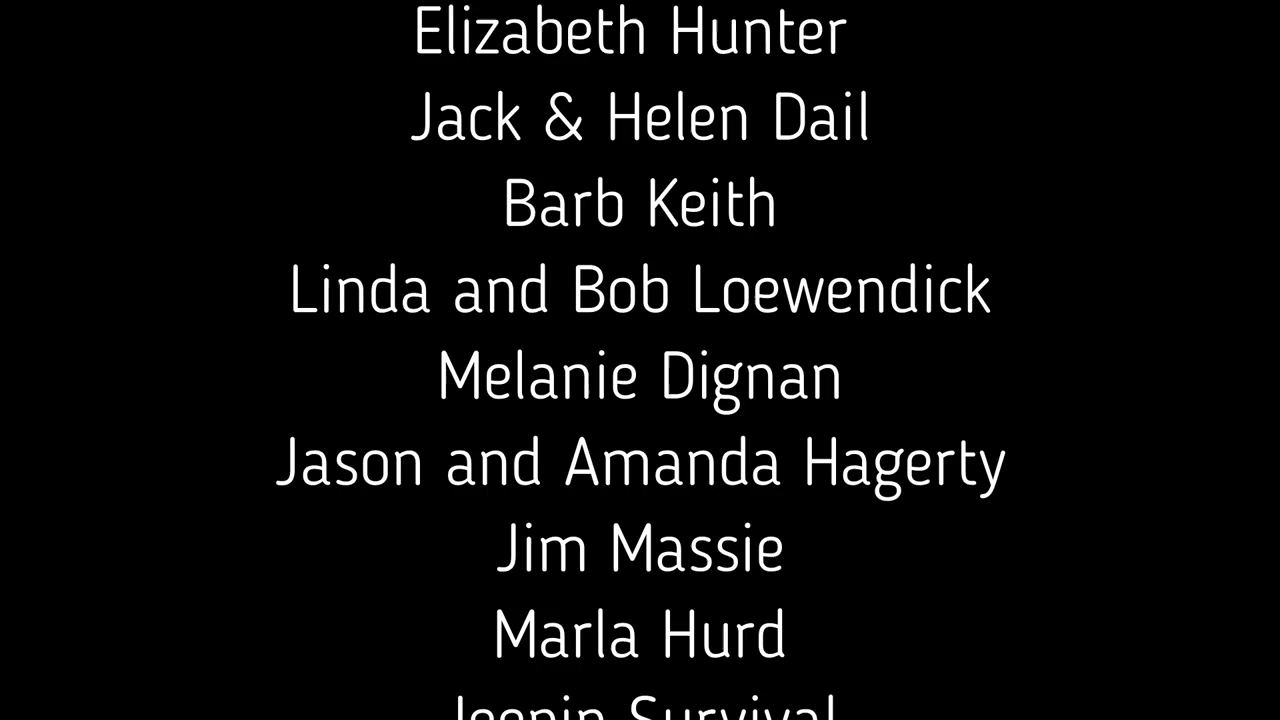 Elizabeth Hunter
Jack & Helen Dail
Barb Keith
Linda and Bob Loewendick
Melanie Dignan
Jason and Amanda Hagerty
Jim Massie
Marla Hurd
Jeepin Survival